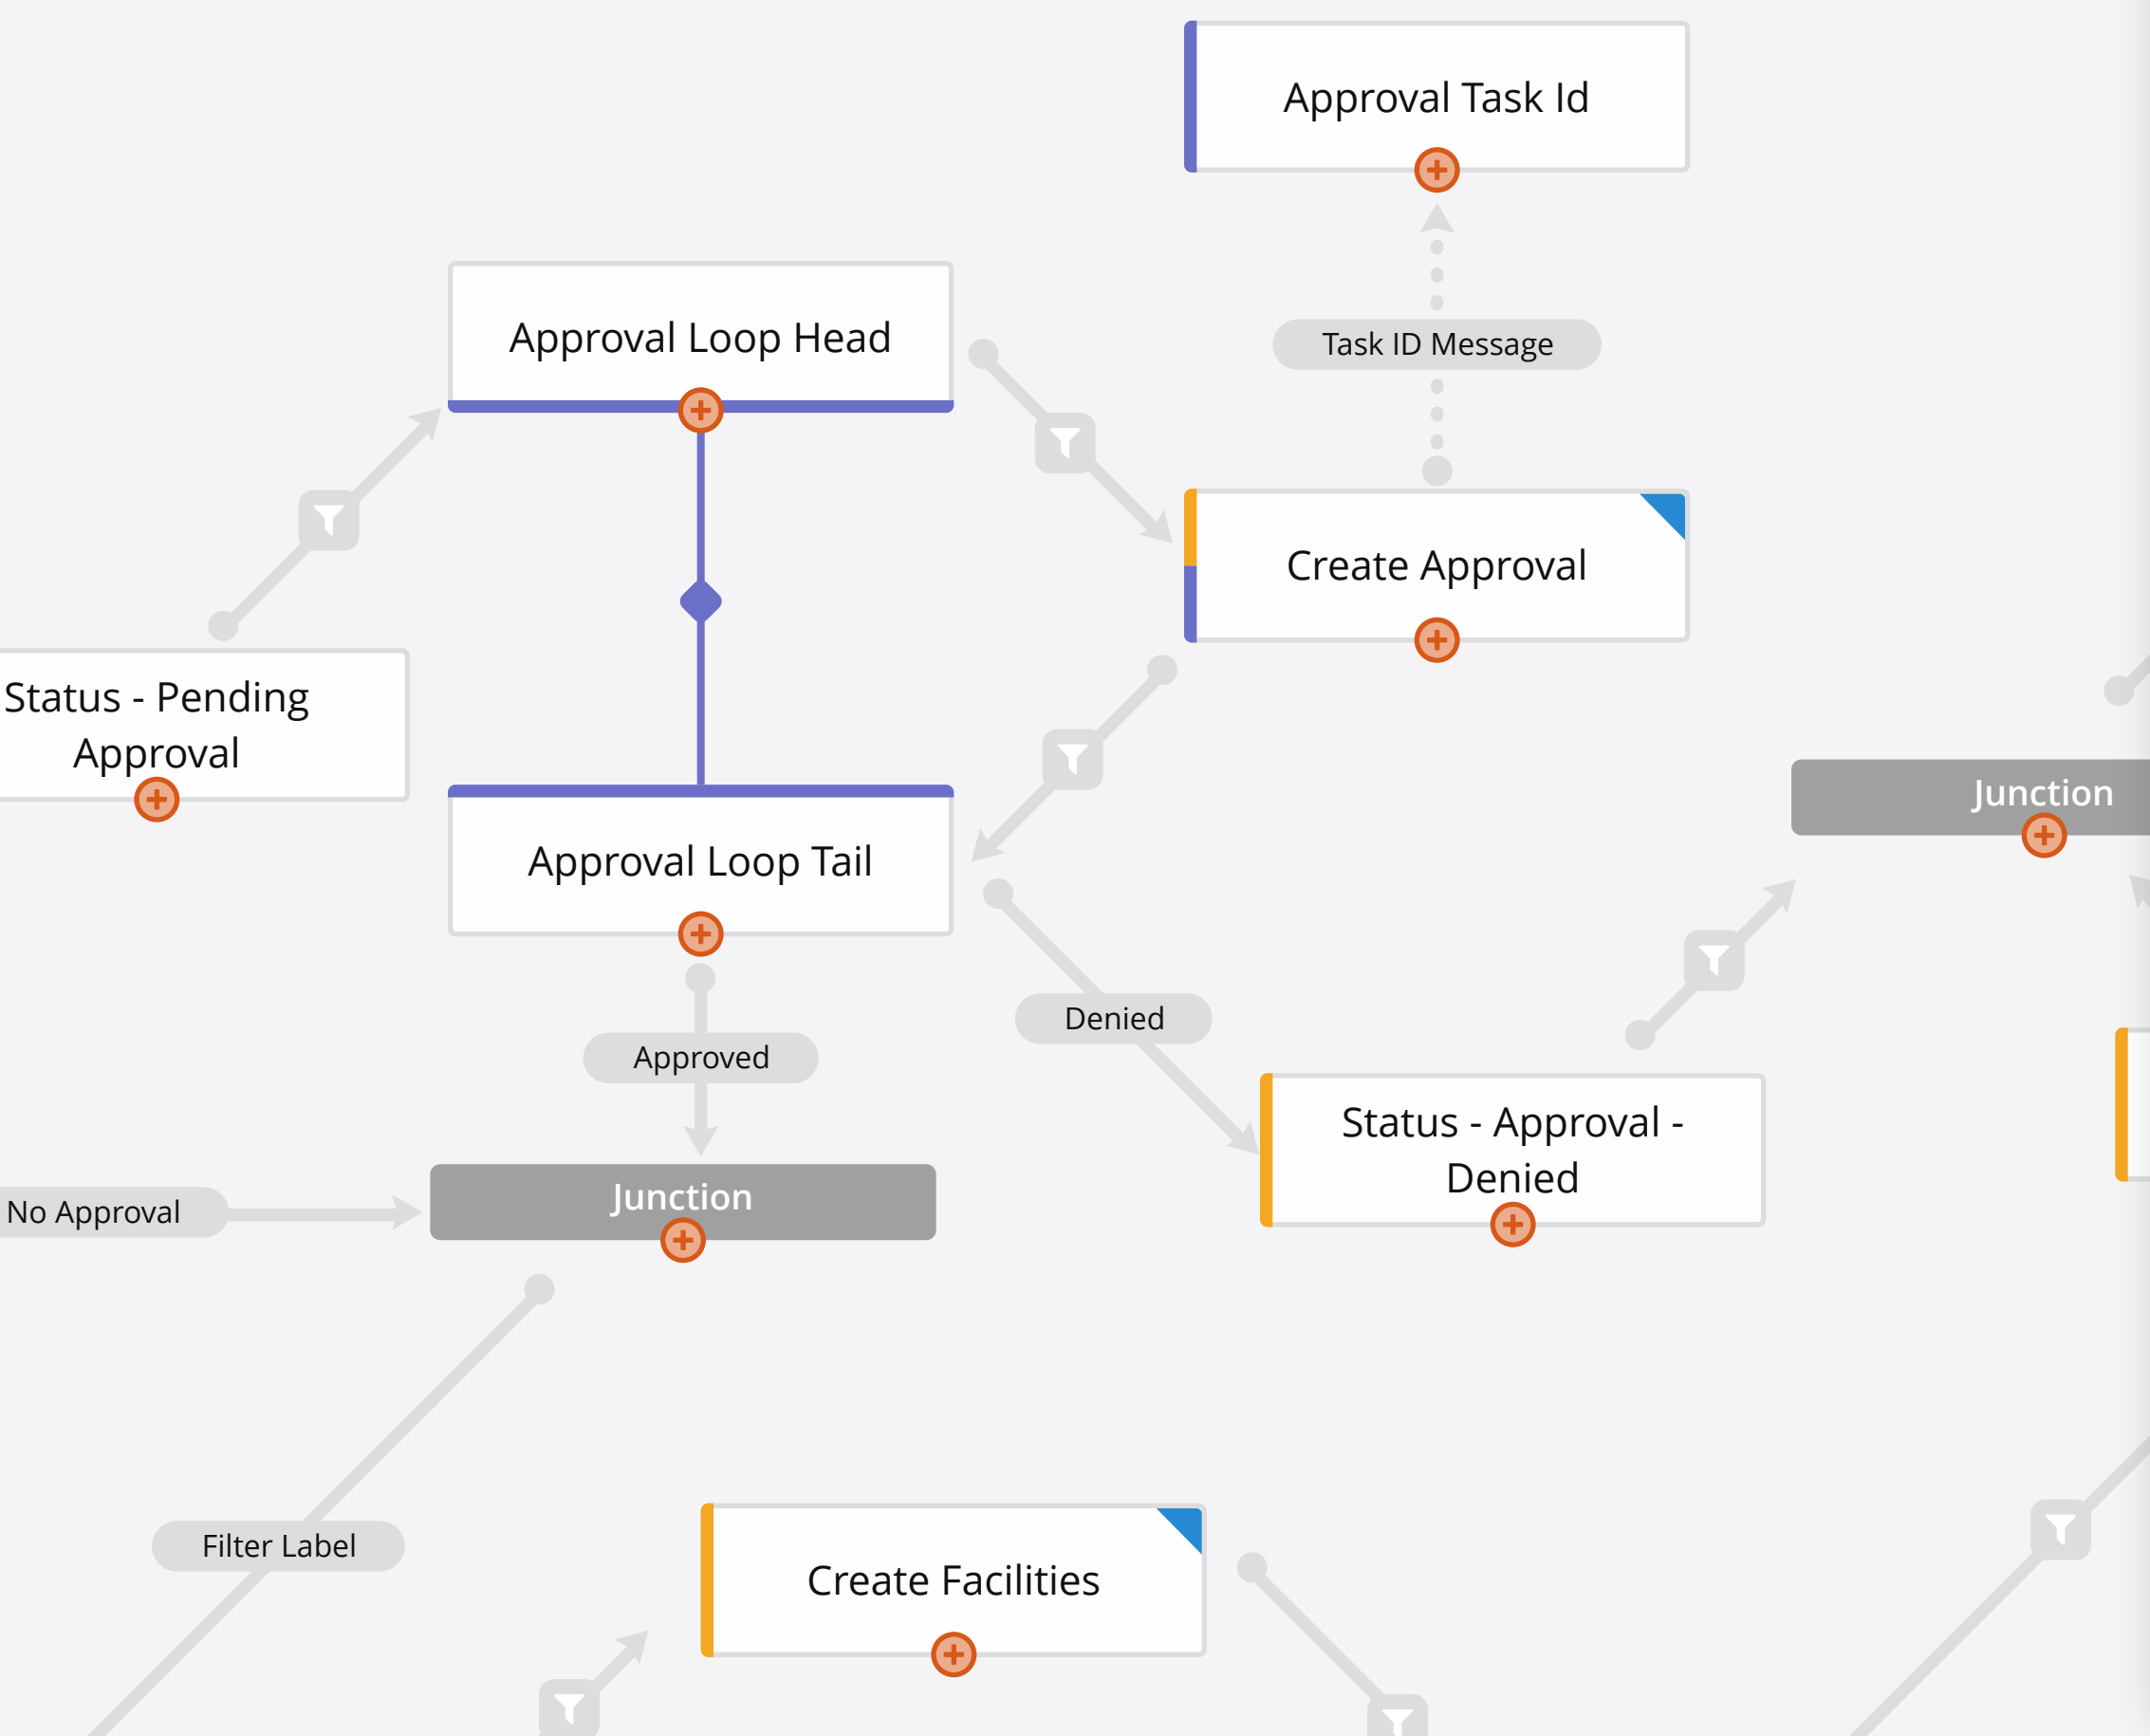 Approval Task Id
Approval Loop Head
Task ID Message
Create Approval
Status - Pending
Approval
Junction
Approval Loop Tail
Denied
Approved
Status - Approval -
Denied
Junction
No Approval
Filter Label
Create Facilities